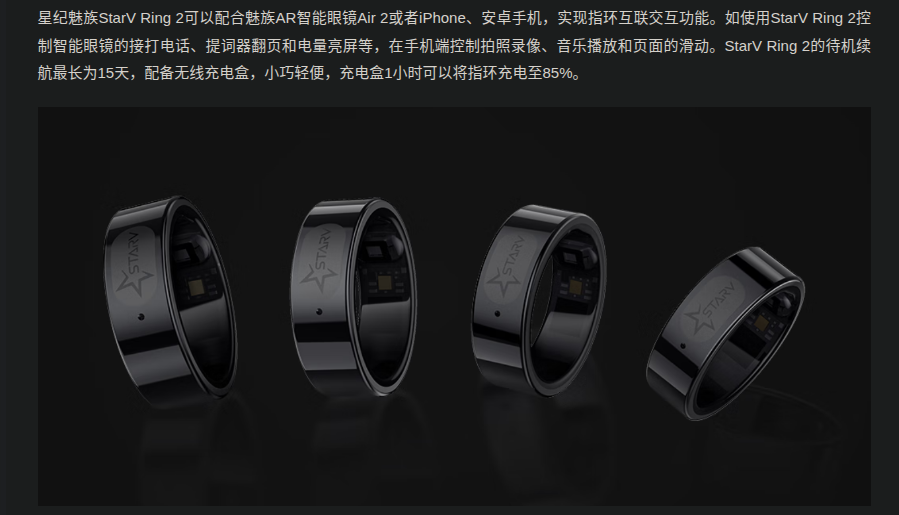 星纪魅族StarV Ring 2可以配合魅族AR智能眼镜Air 2或者iPhone、安卓手机，实现指环互联交互功能。如使用StarV Ring 2控
制智能眼镜的接打电话、提词器翻页和电量亮屏等，在手机端控制拍照录像、音乐播放和页面的滑动。StarV Ring 2的待机续
航最长为15天，配备无线充电盒，小巧轻便，充电盒1小时可以将指环充电至85%。
STARV
STARV
STARV
STARV